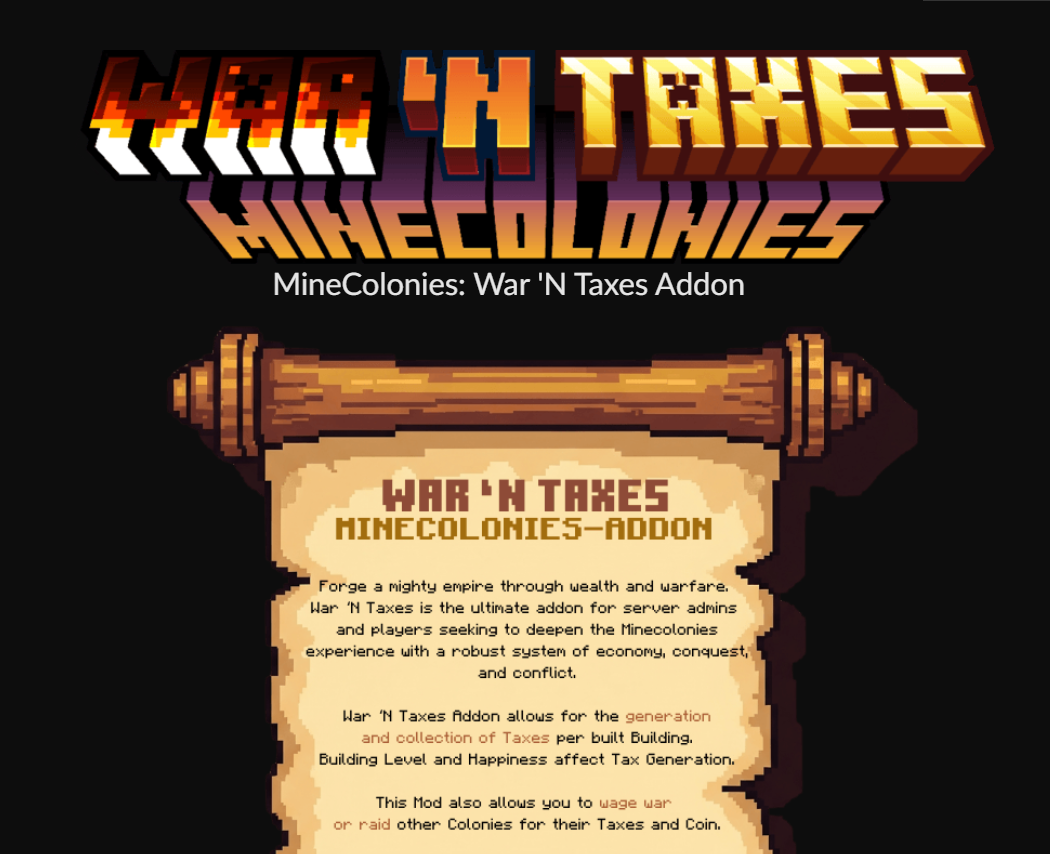 WAR 'N TAXES
MINECOLONIES
MineColonies: War 'N Taxes Addon
WAR 'N TAXES
MINECOLONIES-ADDON
Forge a mighty empire through wealth and warfare.
War 'N Taxes is the ultimate addon for server admins
and players seeking to deepen the Minecolonies
experience with a robust system of economy, conquest,
and conflict.
War 'N Taxes Addon allows for the generation
and collection of Taxes per built Building.
Building Level and Happiness affect Tax Generation.
This Mod also allows you to wage war
or raid other Colonies for their Taxes and Coin.